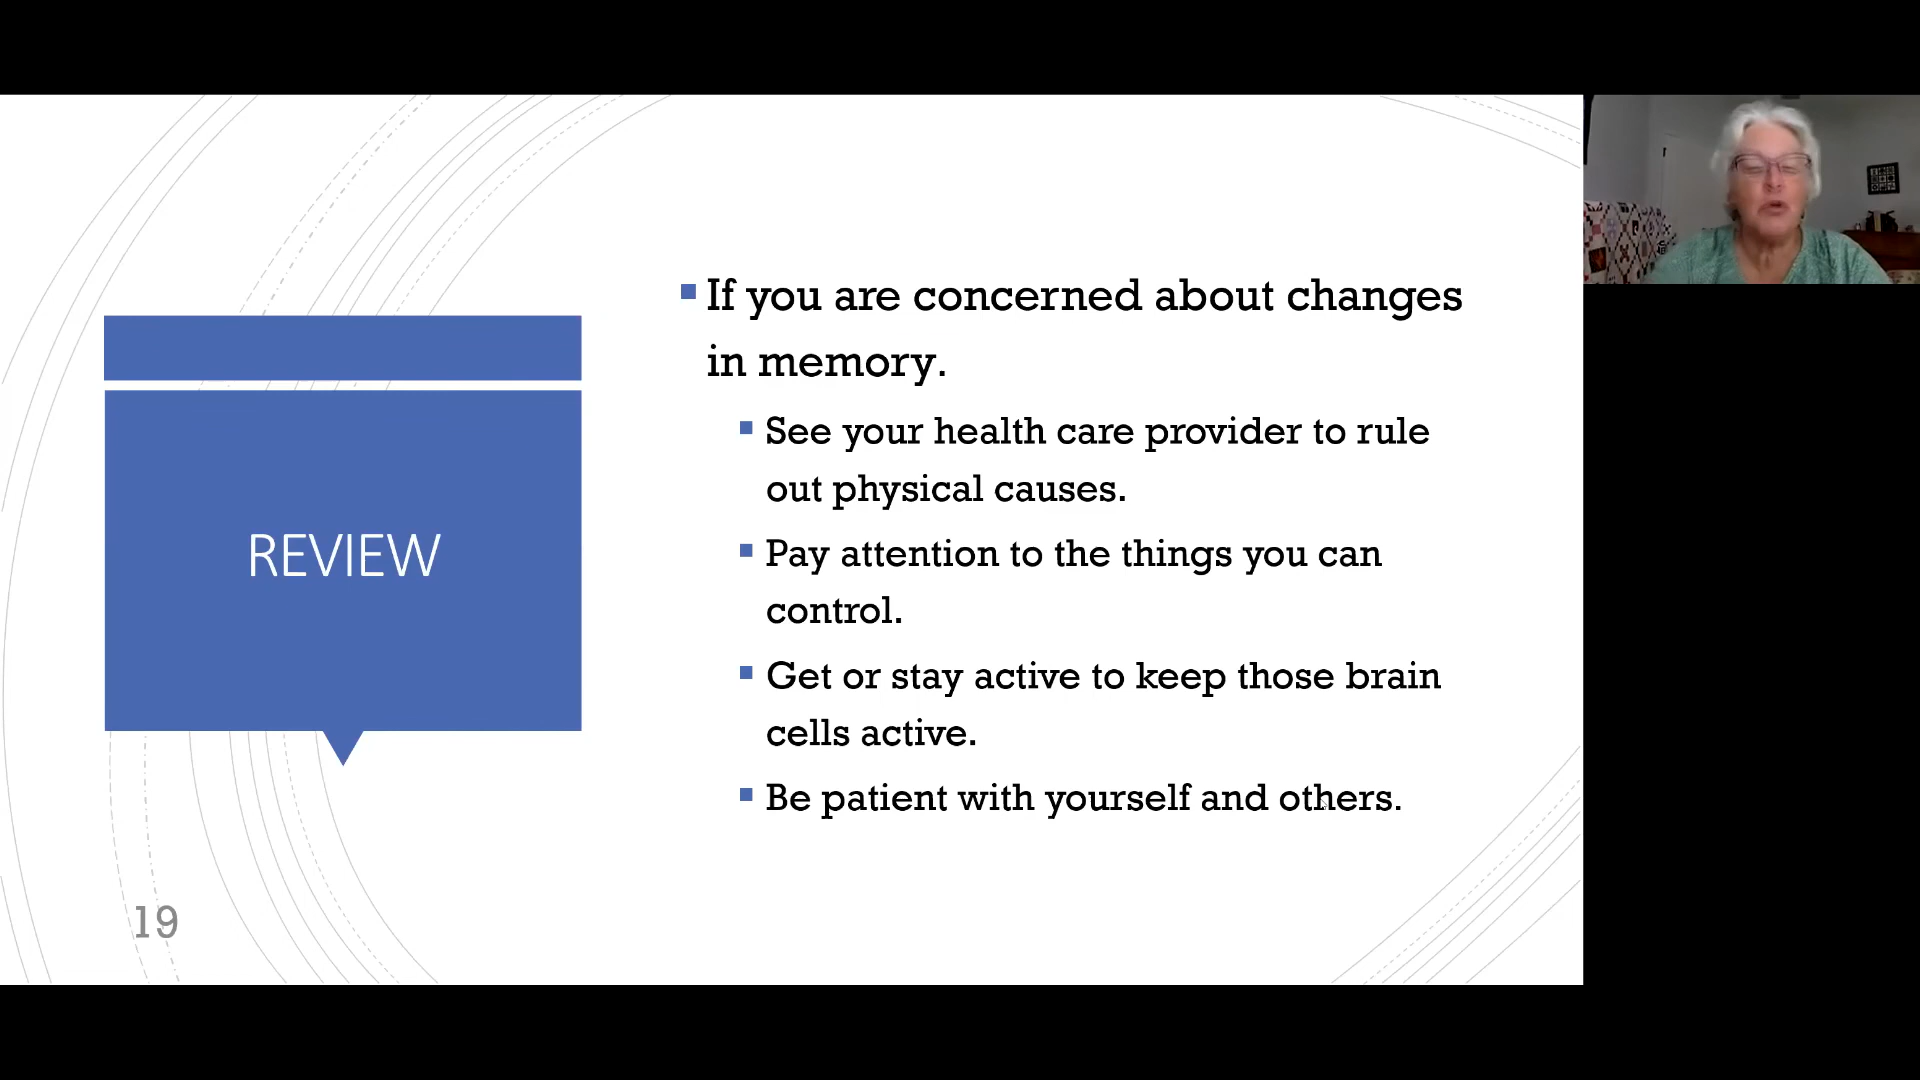 REVIEW
If you are concerned about changes
in memory.
See your health care provider to rule
out physical causes.
Pay attention to the things you can
control.
Get or stay active to keep those brain
cells active.
Be patient with yourself and others.
19